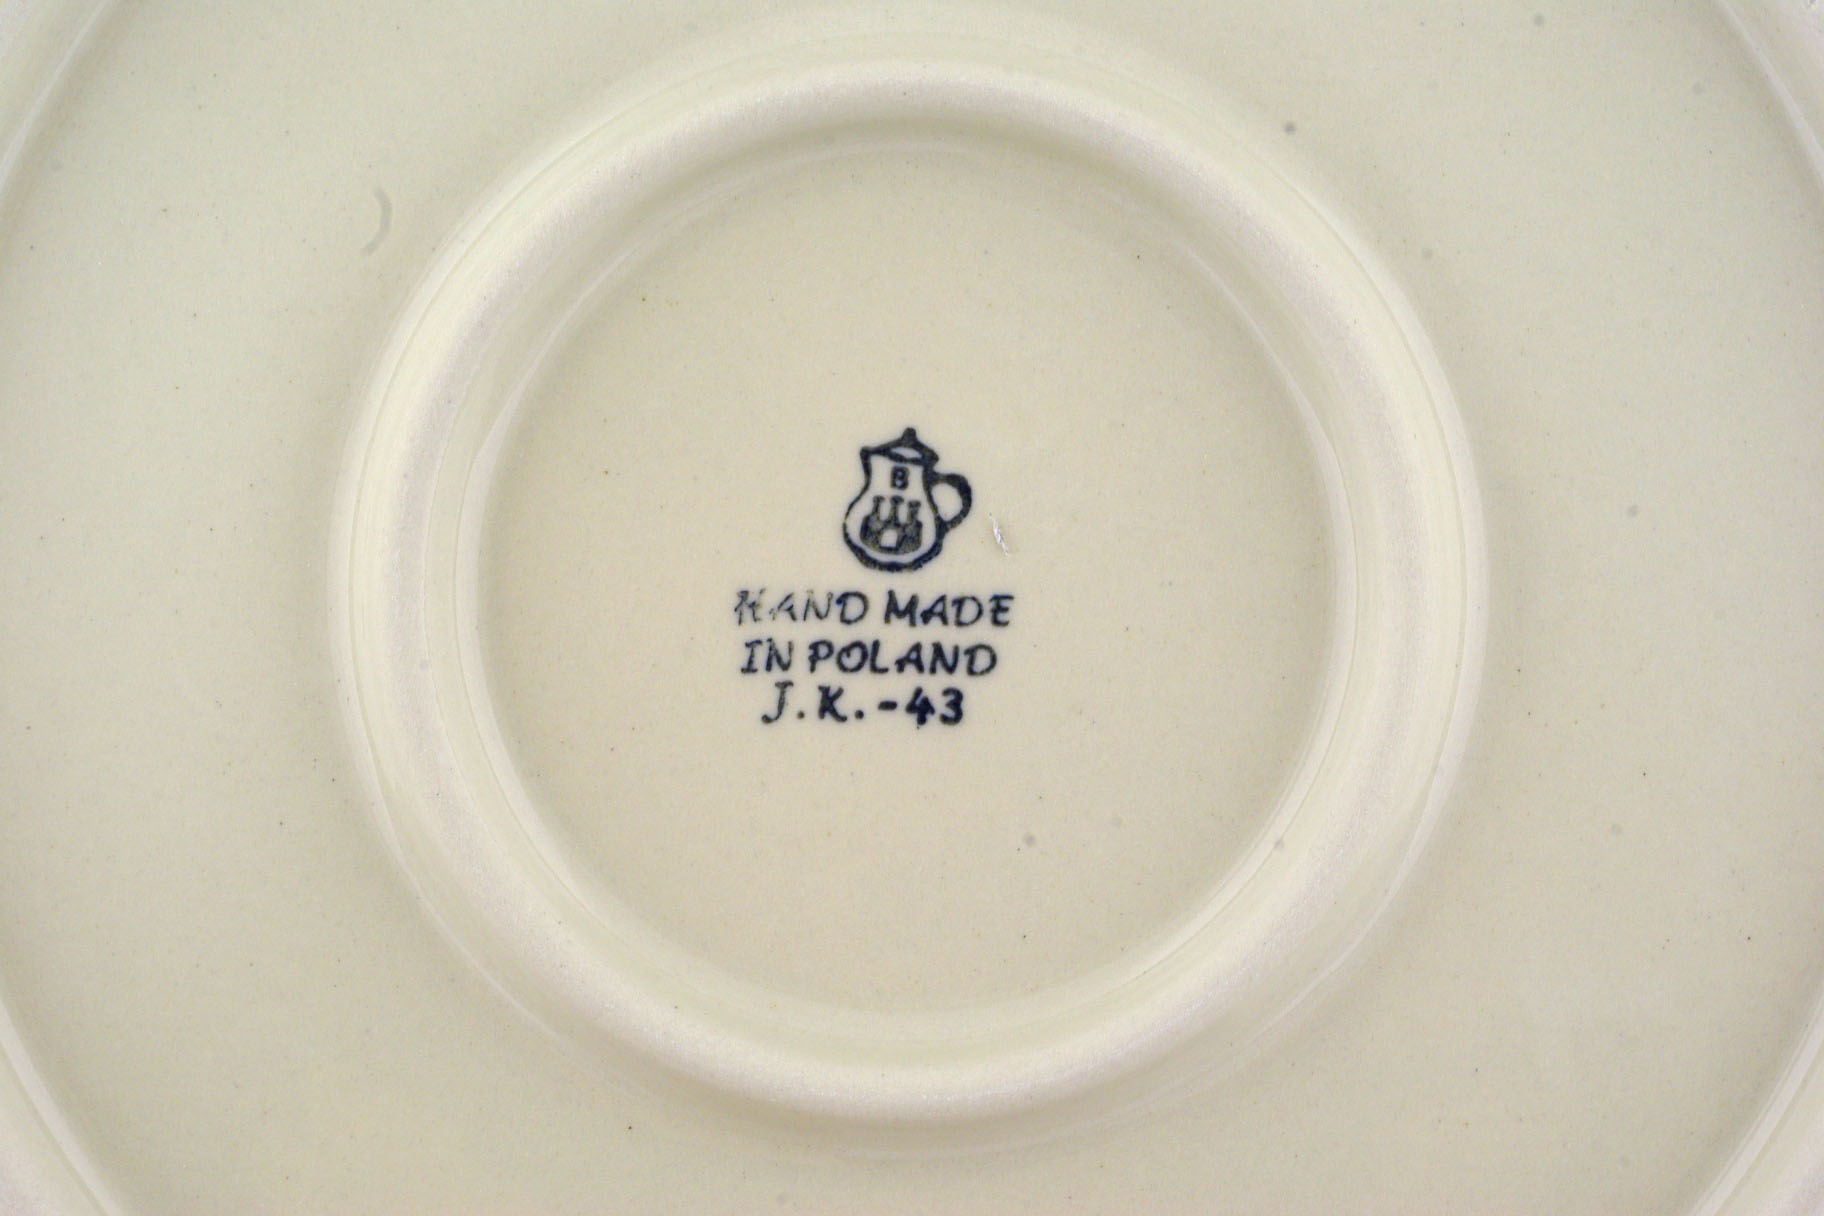 B
HAND MADE
IN POLAND
J.K.-43